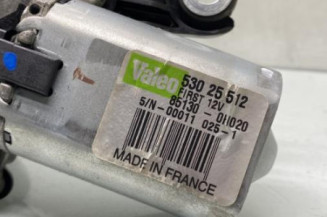 Valeo
530 25 512
12V
85130-0H020
S/N-00011 025-1
MADE IN FRANCE